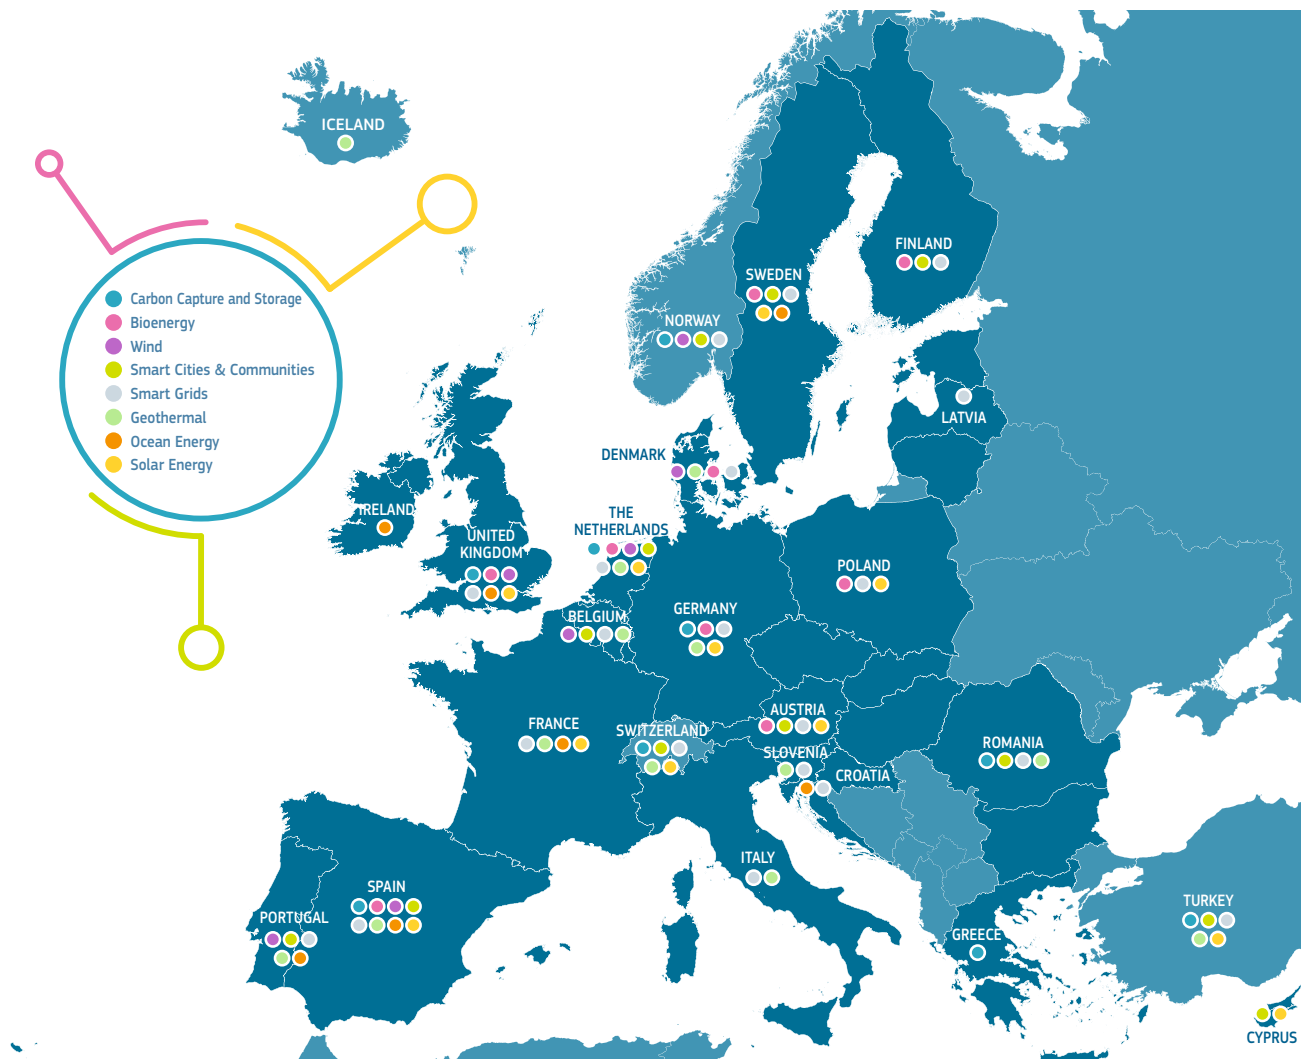 ICELAND
Carbon Capture and Storage
Bioenergy
Wind
Smart Cities & Communities
Smart Grids
Geothermal
Ocean Energy
Solar Energy
FINLAND
SWEDEN
NORWAY
LATVIA
DENMARK
IRELAND
THE
NETHERLANDS
UNITED
KINGDOM
POLAND
GERMANY
BELGIUM
AUSTRIA
FRANCE
SWITZERLAND
SLOVENIA
ROMANIA
CROATIA
ITALY
SPAIN
PORTUGAL
TURKEY
GREECE
CYPRUS